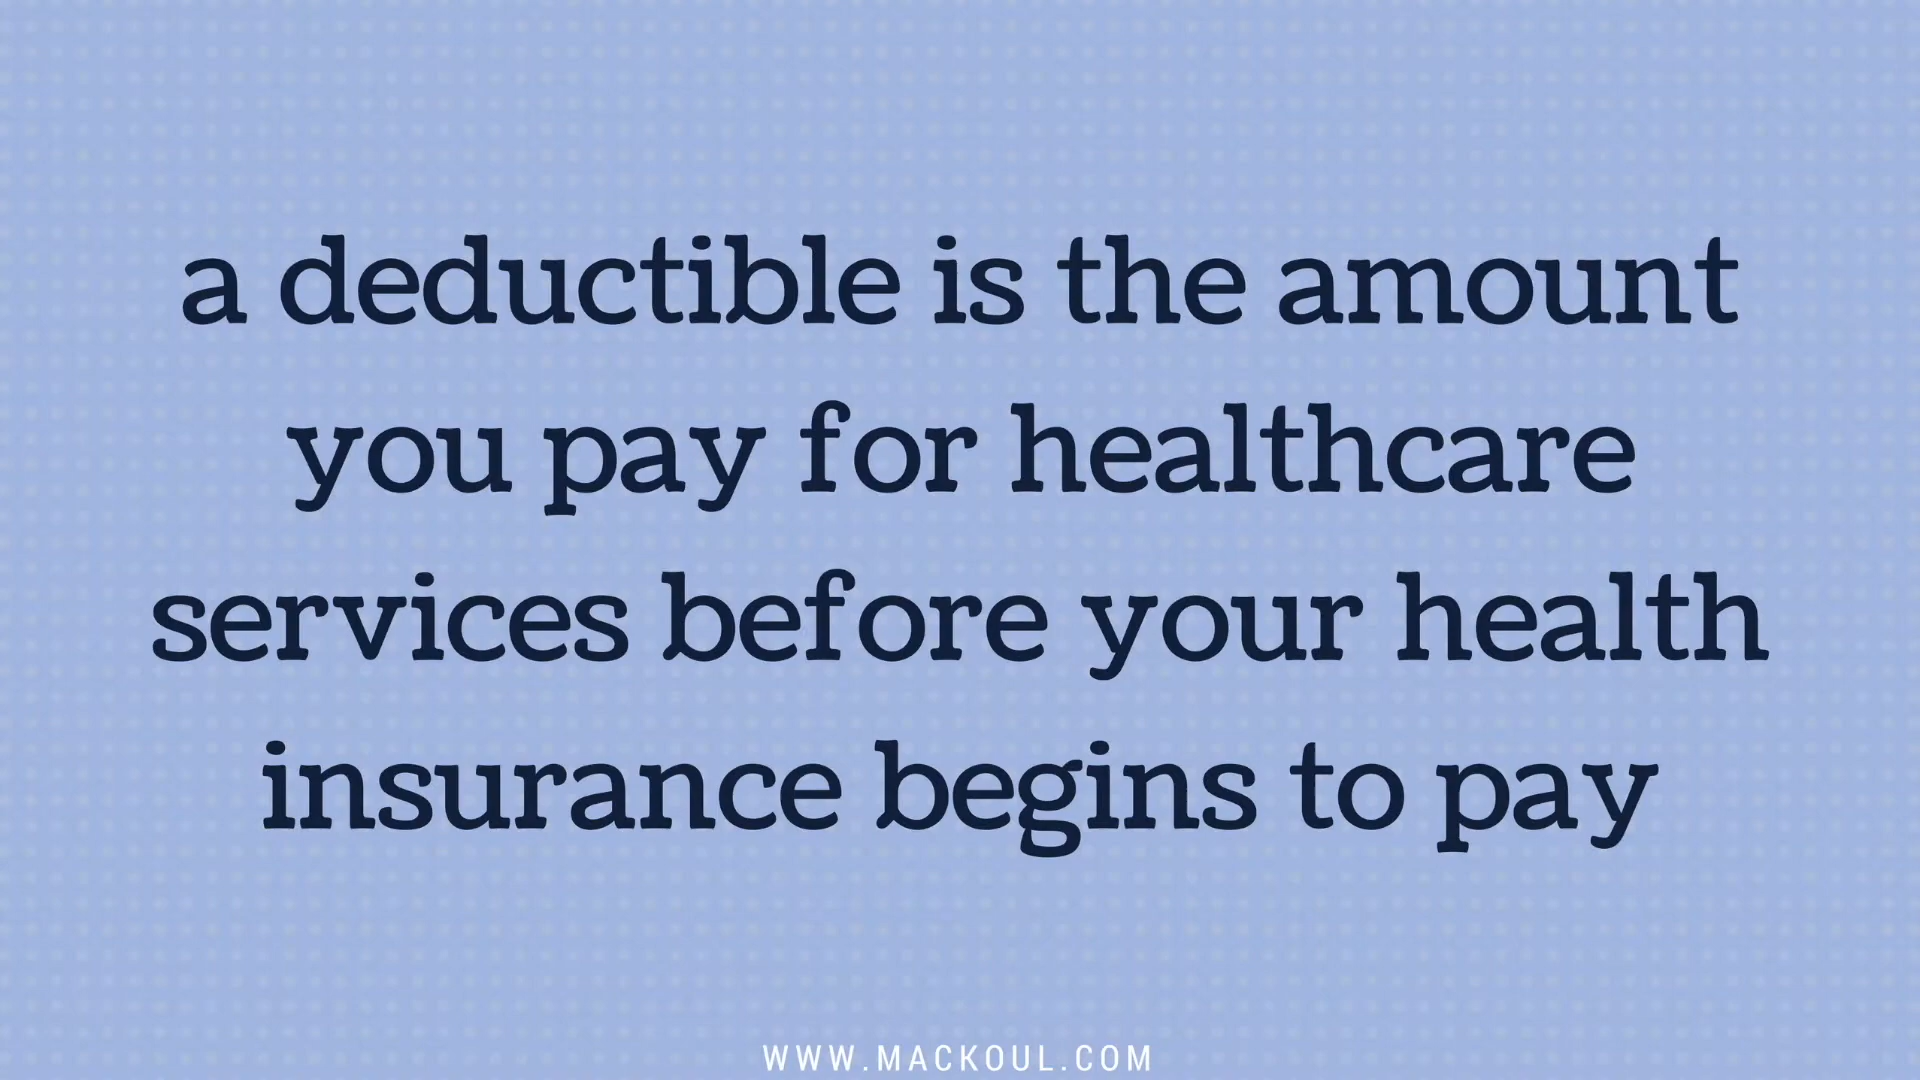 a deductible is the amount
you pay for healthcare
services before your health
insurance begins to pay
WWW.MACKOUL.COM